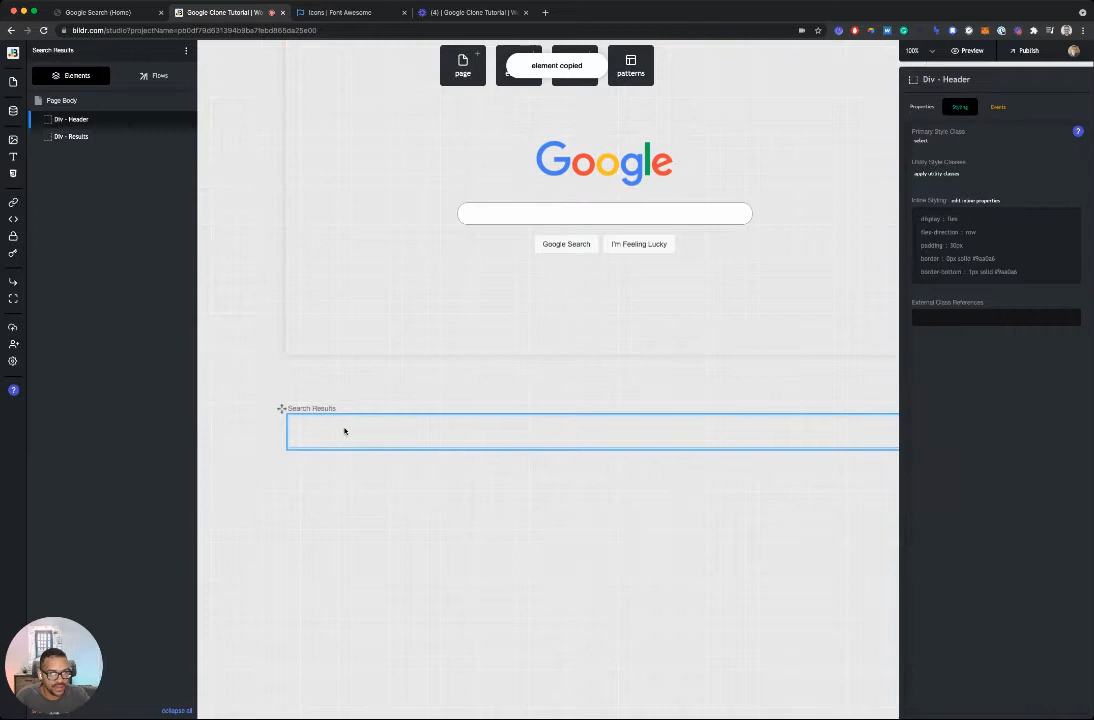 Google Search (Home)
Google Clone Tutorial | Wo
Icons | Font Awesome
(4) | Google Clone Tutorial | W
bildr.com/studio?projectName=pb0df79d631394b9ba7febd865da25e00
Search Results
Elements
Flows
Page Body
Div - Header
Div - Results
collapse all
page
element copied
patterns
Google
Google Search
I'm Feeling Lucky
Search Results
100%
Preview
Publish
Div - Header
Properties
Styling
Events
Primary Style Class
select
?
Utility Style Classes
apply utility classes
Inline Styling:
edit inline properties
display : flex
flex-direction : row
padding : 30px
border : 0px solid #9aa0a6
border-bottom : 1px solid #9aa0a6
External Class References